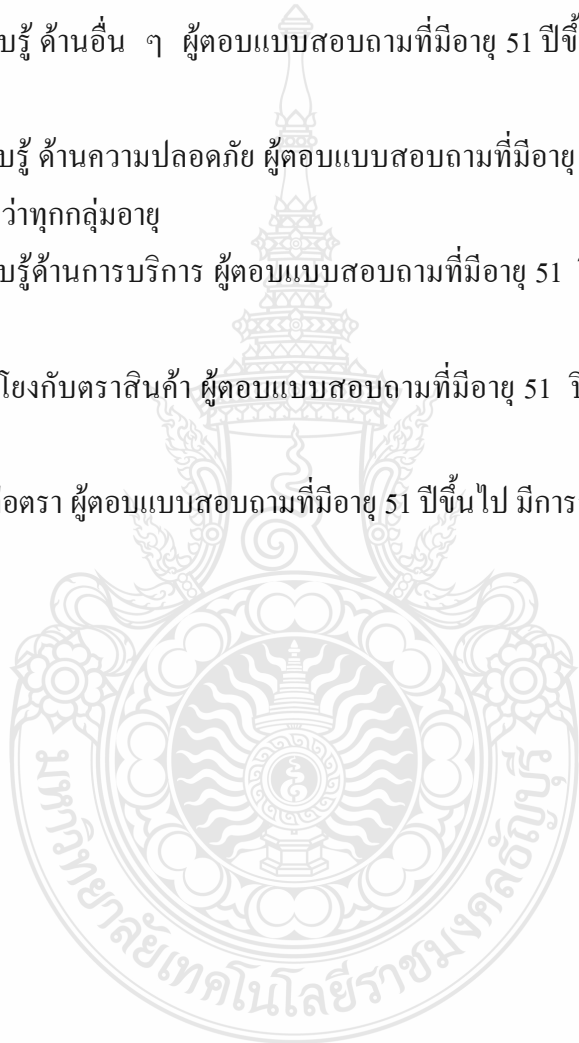 บรู้ ด้านอื่น ๆ ผู้ตอบแบบสอบถามที่มีอายุ 51 ปีขึ้
บรู้ ด้านความปลอดภัย ผู้ตอบแบบสอบถามที่มีอายุ
ว่าทุกกลุ่มอายุ
บรู้ด้านการบริการ ผู้ตอบแบบสอบถามที่มีอายุ 51
โยงกับตราสินค้า ผู้ตอบแบบสอบถามที่มีอายุ 51 ปี
่อตรา ผู้ตอบแบบสอบถามที่มีอายุ 51 ปีขึ้นไป มีการ
มหาวิทยาลัยเทคโนโลยีราชมงคลธัญบุรี